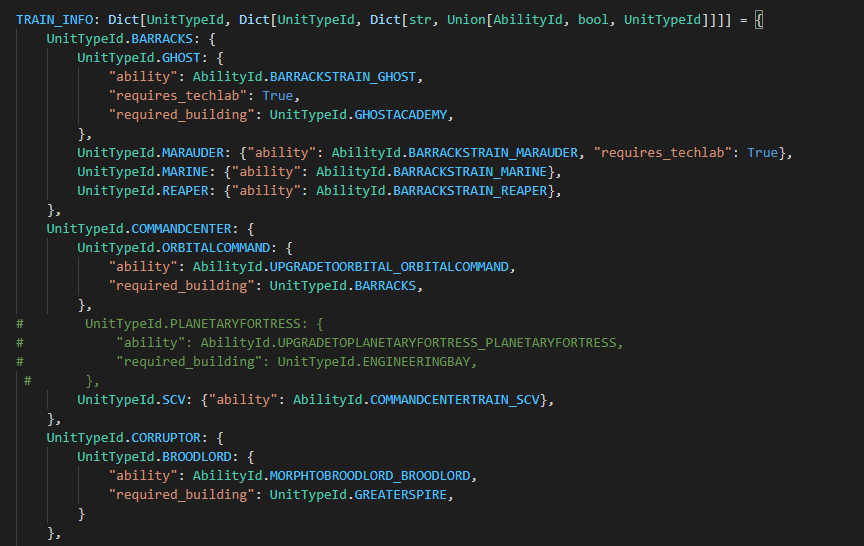 TRAIN_INFO: Dict[UnitTypeId, Dict[UnitTypeId, Dict[str, Union[AbilityId, bool, UnitTypeId]]]] = {
    UnitTypeId.BARRACKS: {
        UnitTypeId.GHOST: {
            "ability": AbilityId.BARRACKSTRAIN_GHOST,
            "requires_techlab": True,
            "required_building": UnitTypeId.GHOSTACADEMY,
        },
        UnitTypeId.MARAUDER: {"ability": AbilityId.BARRACKSTRAIN_MARAUDER, "requires_techlab": True},
        UnitTypeId.MARINE: {"ability": AbilityId.BARRACKSTRAIN_MARINE},
        UnitTypeId.REAPER: {"ability": AbilityId.BARRACKSTRAIN_REAPER},
    },
    UnitTypeId.COMMANDCENTER: {
        UnitTypeId.ORBITALCOMMAND: {
            "ability": AbilityId.UPGRADETOORBITAL_ORBITALCOMMAND,
            "required_building": UnitTypeId.BARRACKS,
        },
#        UnitTypeId.PLANETARYFORTRESS: {
#            "ability": AbilityId.UPGRADETOPLANETARYFORTRESS_PLANETARYFORTRESS,
#            "required_building": UnitTypeId.ENGINEERINGBAY,
 #       },
        UnitTypeId.SCV: {"ability": AbilityId.COMMANDCENTERTRAIN_SCV},
    },
    UnitTypeId.CORRUPTOR: {
        UnitTypeId.BROODLORD: {
            "ability": AbilityId.MORPHTOBROODLORD_BROODLORD,
            "required_building": UnitTypeId.GREATERSPIRE,
        }
    },